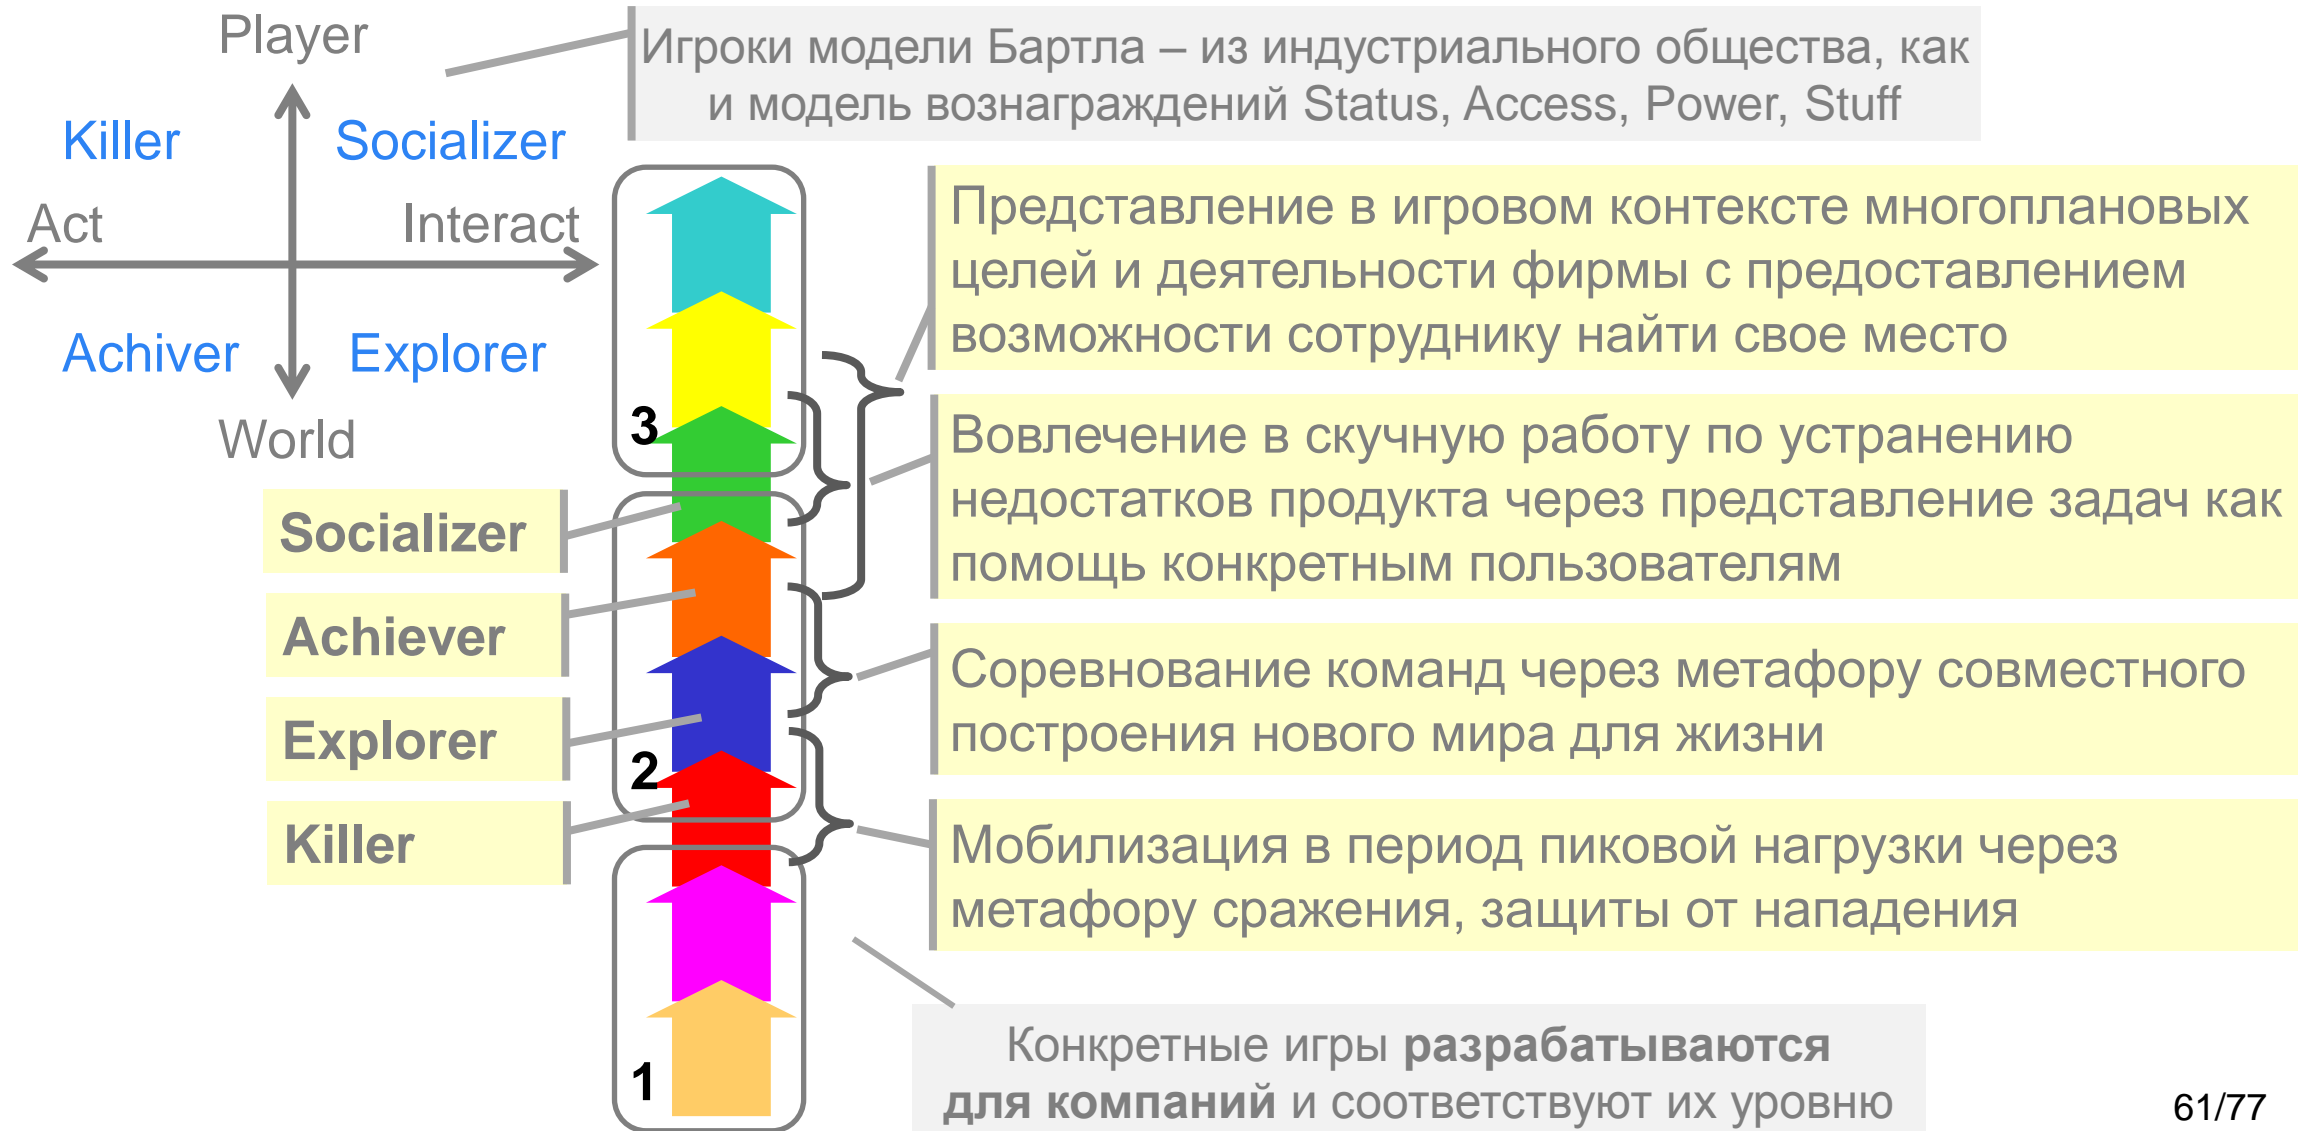 Player
Игроки модели Бартла – из индустриального общества, как
и модель вознаграждений Status, Access, Power, Stuff
Killer
Socializer
Act
Interact
Achiver
Explorer
World
Представление в игровом контексте многоплановых
целей и деятельности фирмы с предоставлением
возможности сотруднику найти свое место
3
Вовлечение в скучную работу по устранению
недостатков продукта через представление задач как
помощь конкретным пользователям
Socializer
Achiever
Explorer
Killer
2
Соревнование команд через метафору совместного
построения нового мира для жизни
Мобилизация в период пиковой нагрузки через
метафору сражения, защиты от нападения
1
Конкретные игры разрабатываются
для компаний и соответствуют их уровню
61/77